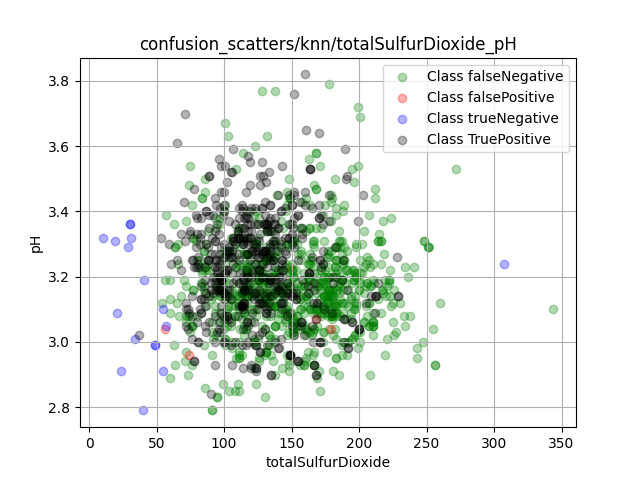 confusion_scatters/knn/totalSulfurDioxide_pH
Class falseNegative
Class falsePositive
Class trueNegative
Class TruePositive
3.8
3.6
3.4
3.2
3.0
2.8
pH
0 50 100 150 200 250 300 350
totalSulfurDioxide